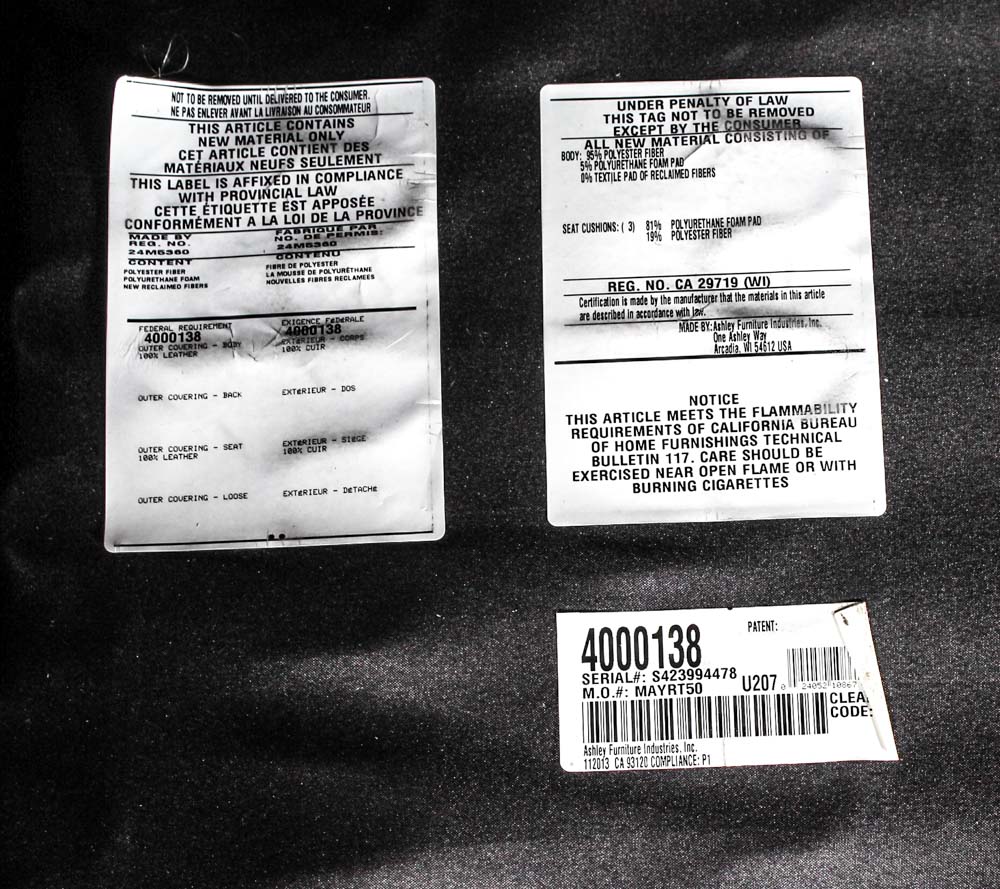 NOT TO BE REMOVED UNTIL DELIVERED TO THE CONSUMER.
NE PAS ENLEVER AVANT LA LIVRAISON AU CONSOMMATEUR
THIS ARTICLE CONTAINS
NEW MATERIAL ONLY
CET ARTICLE CONTIENT DES
MATÉRIAUX NEUFS SEULEMENT
THIS LABEL IS AFFIXED IN COMPLIANCE
WITH PROVINCIAL LAW
CETTE ÉTIQUETTE EST APPOSÉE
CONFORMÉMENT A LA LOI DE LA PROVINCE
MADE BY FABRIQUE PAR
REG. NO. NO. DE PERMIS:
24M5360 24M5360
CONTENT CONTENU
POLYESTER FIBER FIBRE DE POLYESTER
POLYURETHANE FOAM LA MOUSSE DE POLYURÉTHANE
NEW RECLAIMED FIBERS NOUVELLES FIBRES RECLAMEES
FEDERAL REQUIREMENT EXIGENCE FéDéRALE
4000138 4000138
OUTER COVERING - BODY EXTéRIEUR - CORPS
100% LEATHER 100% CUIR
OUTER COVERING - BACK EXTéRIEUR - DOS
OUTER COVERING - SEAT EXTéRIEUR - SIèGE
100% LEATHER 100% CUIR
OUTER COVERING - LOOSE EXTéRIEUR - DéTACHé
UNDER PENALTY OF LAW
THIS TAG NOT TO BE REMOVED
EXCEPT BY THE CONSUMER
ALL NEW MATERIAL CONSISTING OF
BODY: 95% POLYESTER FIBER
5% POLYURETHANE FOAM PAD
0% TEXTILE PAD OF RECLAIMED FIBERS
SEAT CUSHIONS: ( 3) 81% POLYURETHANE FOAM PAD
19% POLYESTER FIBER
REG. NO. CA 29719 (WI)
Certification is made by the manufacturer that the materials in this article
are described in accordance with law.
MADE BY: Ashley Furniture Industries, Inc.
One Ashley Way
Arcadia, WI 54612 USA
NOTICE
THIS ARTICLE MEETS THE FLAMMABILITY
REQUIREMENTS OF CALIFORNIA BUREAU
OF HOME FURNISHINGS TECHNICAL
BULLETIN 117. CARE SHOULD BE
EXERCISED NEAR OPEN FLAME OR WITH
BURNING CIGARETTES
4000138 PATENT:
SERIAL#: S423994478
M.O.#: MAYRT50 U207 0 24052 10867
CLEA
CODE:
Ashley Furniture Industries, Inc.
112013 CA 93120 COMPLIANCE: P1